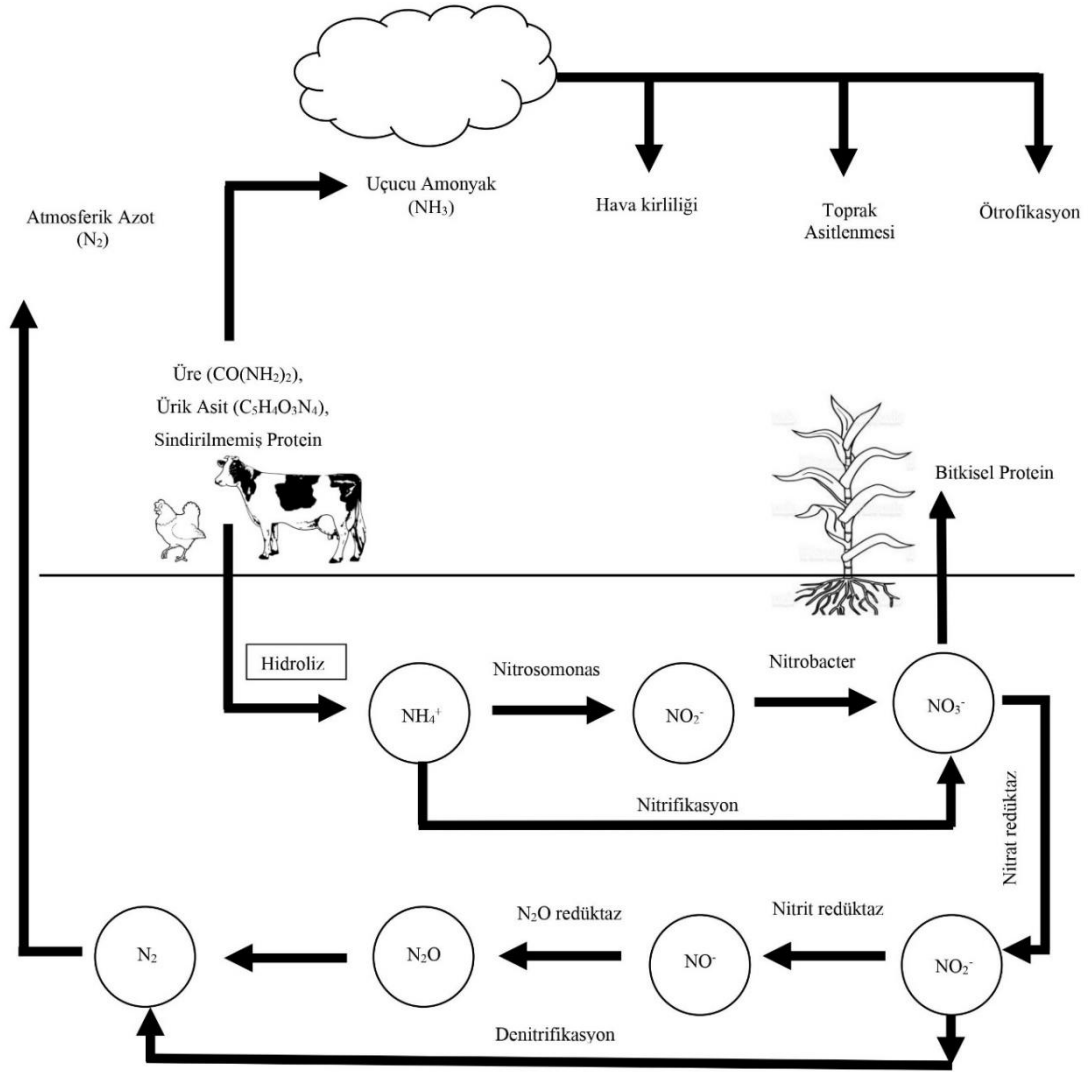 Uçucu Amonyak
(NH₃)
Hava kirliliği
Toprak
Asitlenmesi
Ötrofikasyon
Atmosferik Azot
(N₂)
Üre (CO(NH₂)₂),
Ürik Asit (C₅H₄O₃N₄),
Sindirilmemiş Protein
Bitkisel Protein
Hidroliz
NH₄⁺
Nitrosomonas
NO₂⁻
Nitrobacter
NO₃⁻
Nitrifikasyon
Nitrat redüktaz
N₂
N₂O
N₂O redüktaz
NO⁻
Nitrit redüktaz
NO₂⁻
Denitrifikasyon